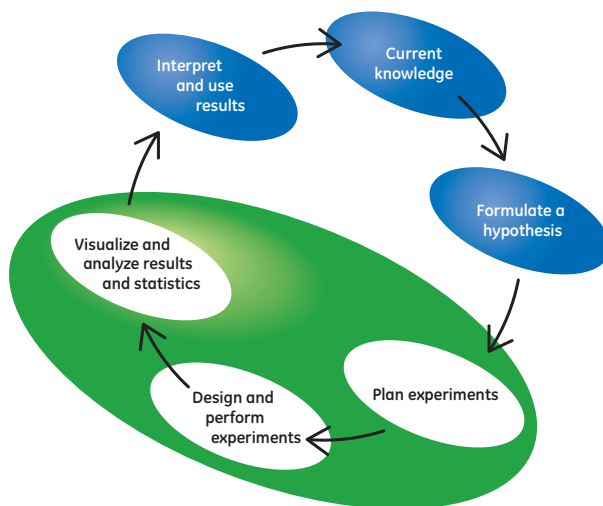 Interpret
and use
results
Current
knowledge
Formulate a
hypothesis
Visualize and
analyze results
and statistics
Plan experiments
Design and
perform
experiments